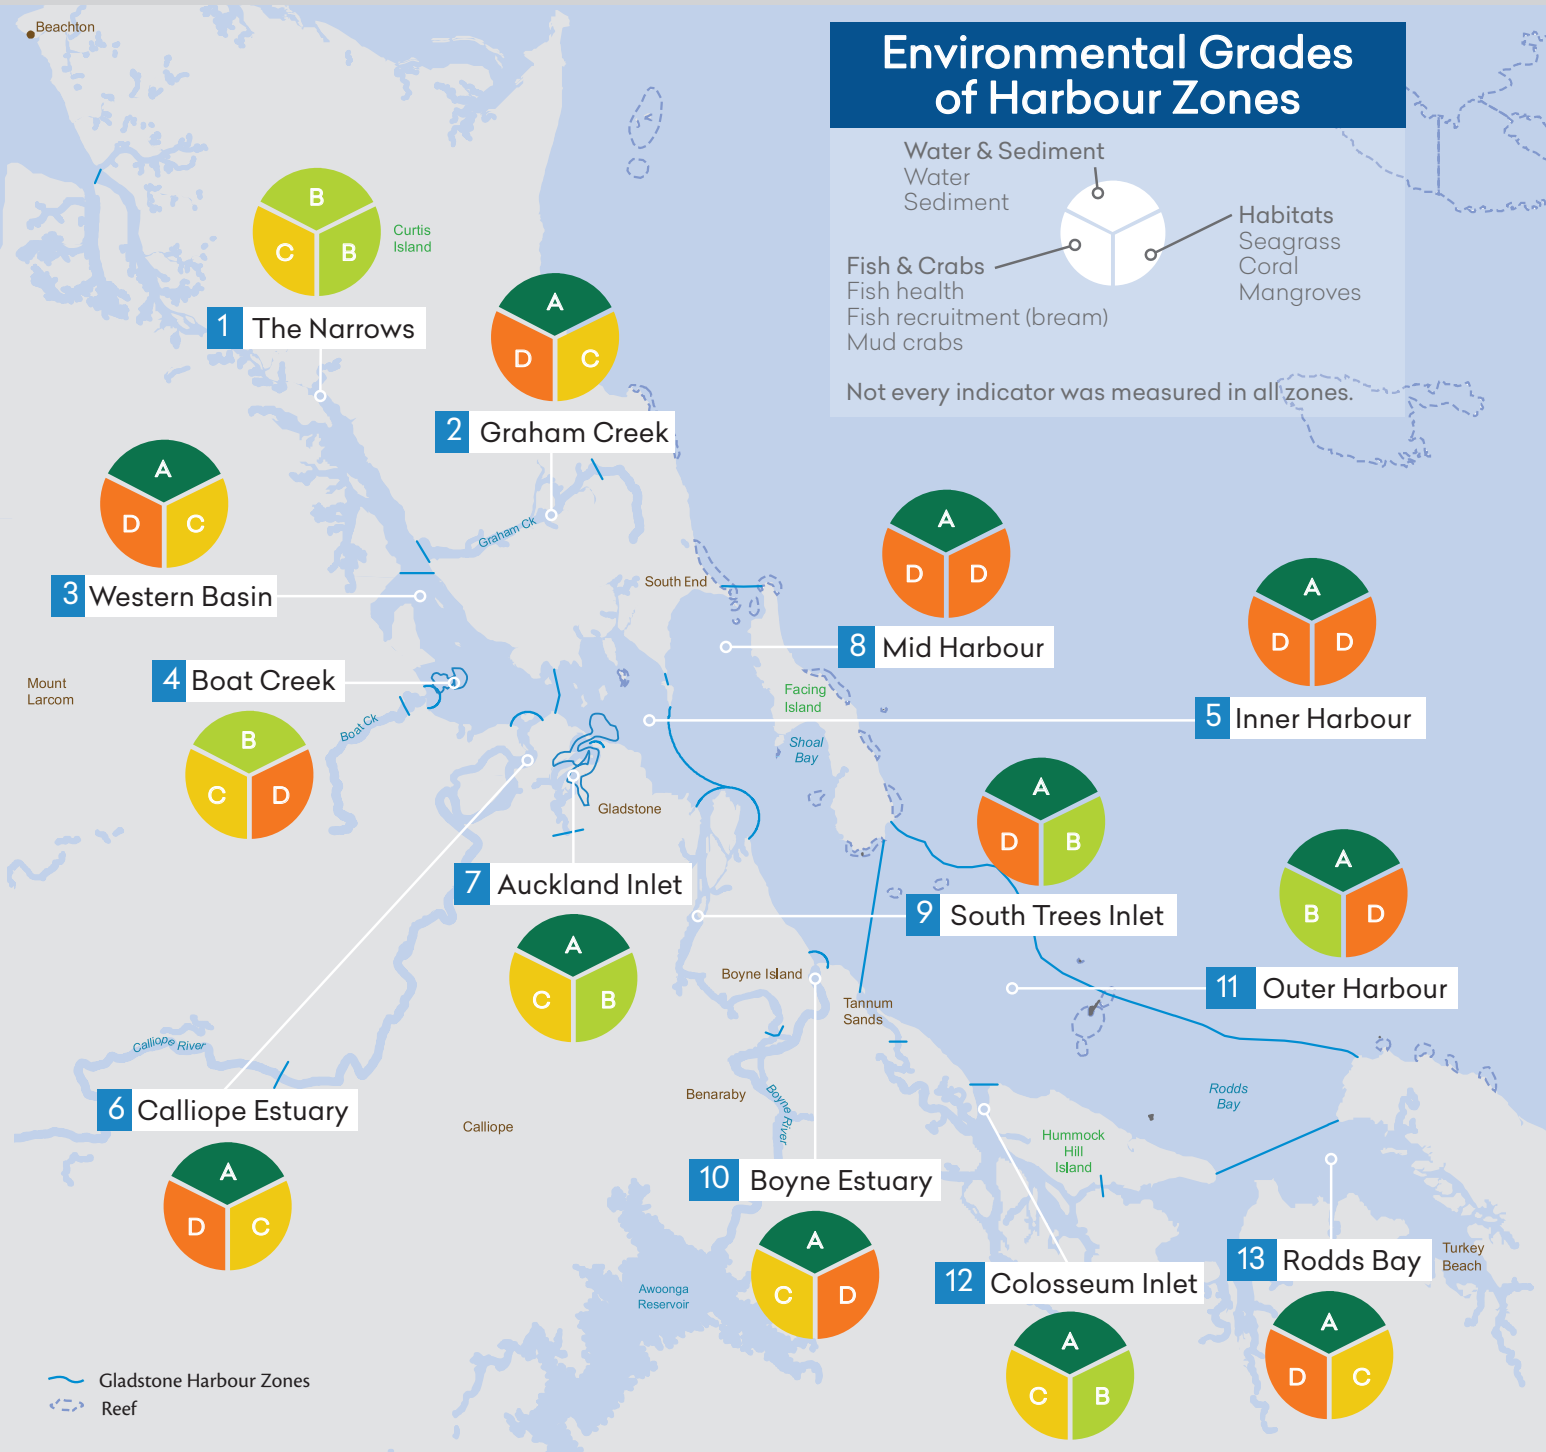 Beachton
Environmental Grades
of Harbour Zones
Water & Sediment
Water
Sediment
Habitats
Seagrass
Coral
Mangroves
Fish & Crabs
Fish health
Fish recruitment (bream)
Mud crabs
Not every indicator was measured in all zones.
B
C
B
Curtis
Island
1 The Narrows
A
D
C
2 Graham Creek
A
D
C
3 Western Basin
Graham Ck
South End
A
D
D
8 Mid Harbour
A
D
D
5 Inner Harbour
Mount
Larcom
4 Boat Creek
Boat Ck
B
C
D
Facing
Island
Shoal
Bay
Gladstone
A
D
B
9 South Trees Inlet
7 Auckland Inlet
A
C
B
A
B
D
11 Outer Harbour
Boyne Island
Tannum
Sands
Calliope River
6 Calliope Estuary
A
D
C
Calliope
Benaraby
Boyne River
Rodds
Bay
Hummock
Hill
Island
10 Boyne Estuary
A
C
D
Awoonga
Reservoir
12 Colosseum Inlet
A
C
B
13 Rodds Bay
Turkey
Beach
A
D
C
Gladstone Harbour Zones
Reef